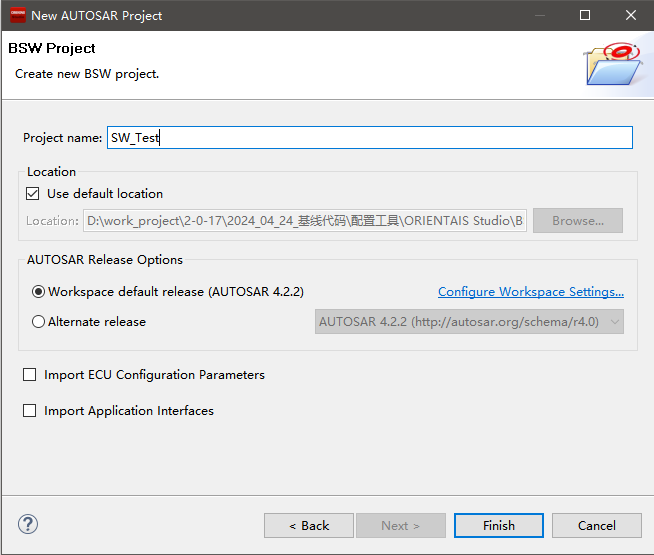 New AUTOSAR Project
BSW Project
Create new BSW project.
Project name: SW_Test
Location
Use default location
Location: D:\work_project\2-0-17\2024_04_24_基线代码\配置工具\ORIENTAIS Studio\B Browse...
AUTOSAR Release Options
Workspace default release (AUTOSAR 4.2.2) Configure Workspace Settings...
Alternate release AUTOSAR 4.2.2 (http://autosar.org/schema/r4.0)
Import ECU Configuration Parameters
Import Application Interfaces
? < Back Next > Finish Cancel